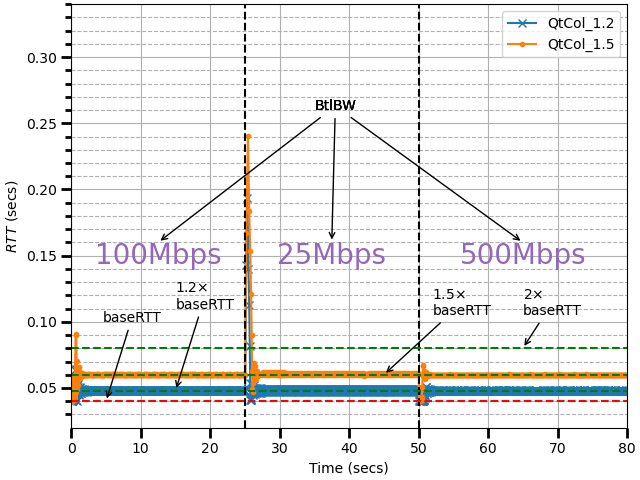 QtCol_1.2
QtCol_1.5
0.30
0.25
0.20
0.15
0.10
0.05
RTT (secs)
BtlBW
100Mbps
25Mbps
500Mbps
baseRTT
1.2×
baseRTT
1.5×
baseRTT
2×
baseRTT
0 10 20 30 40 50 60 70 80
Time (secs)